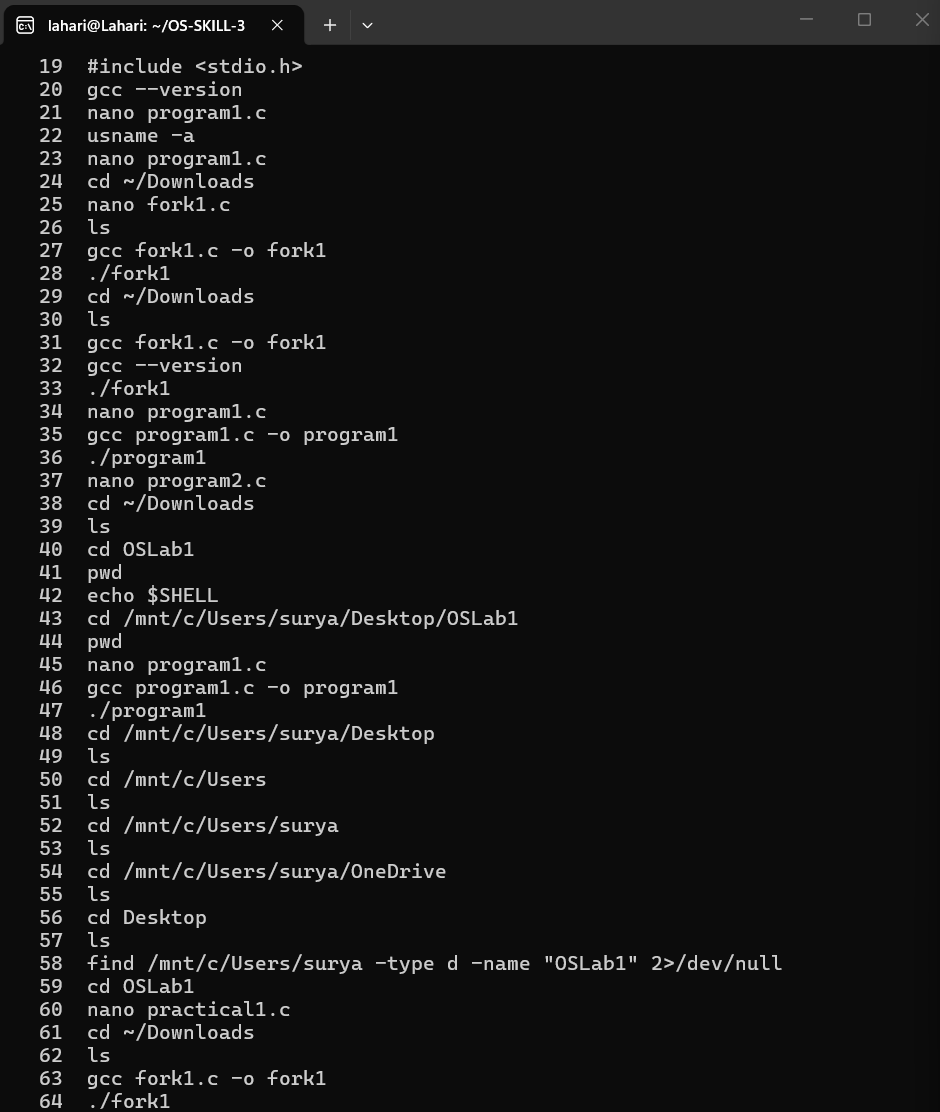 lahari@Lahari: ~/OS-SKILL-3
19 #include <stdio.h>
20 gcc --version
21 nano program1.c
22 usname -a
23 nano program1.c
24 cd ~/Downloads
25 nano fork1.c
26 ls
27 gcc fork1.c -o fork1
28 ./fork1
29 cd ~/Downloads
30 ls
31 gcc fork1.c -o fork1
32 gcc --version
33 ./fork1
34 nano program1.c
35 gcc program1.c -o program1
36 ./program1
37 nano program2.c
38 cd ~/Downloads
39 ls
40 cd OSLab1
41 pwd
42 echo $SHELL
43 cd /mnt/c/Users/surya/Desktop/OSLab1
44 pwd
45 nano program1.c
46 gcc program1.c -o program1
47 ./program1
48 cd /mnt/c/Users/surya/Desktop
49 ls
50 cd /mnt/c/Users
51 ls
52 cd /mnt/c/Users/surya
53 ls
54 cd /mnt/c/Users/surya/OneDrive
55 ls
56 cd Desktop
57 ls
58 find /mnt/c/Users/surya -type d -name "OSLab1" 2>/dev/null
59 cd OSLab1
60 nano practical1.c
61 cd ~/Downloads
62 ls
63 gcc fork1.c -o fork1
64 ./fork1